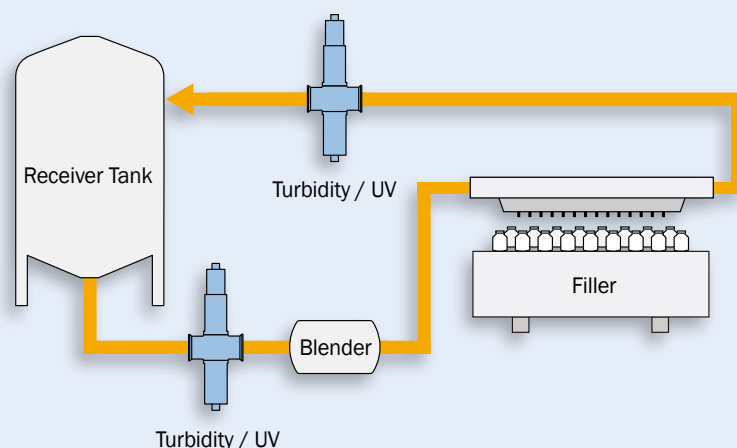 Receiver Tank
Turbidity / UV
Filler
Blender
Turbidity / UV